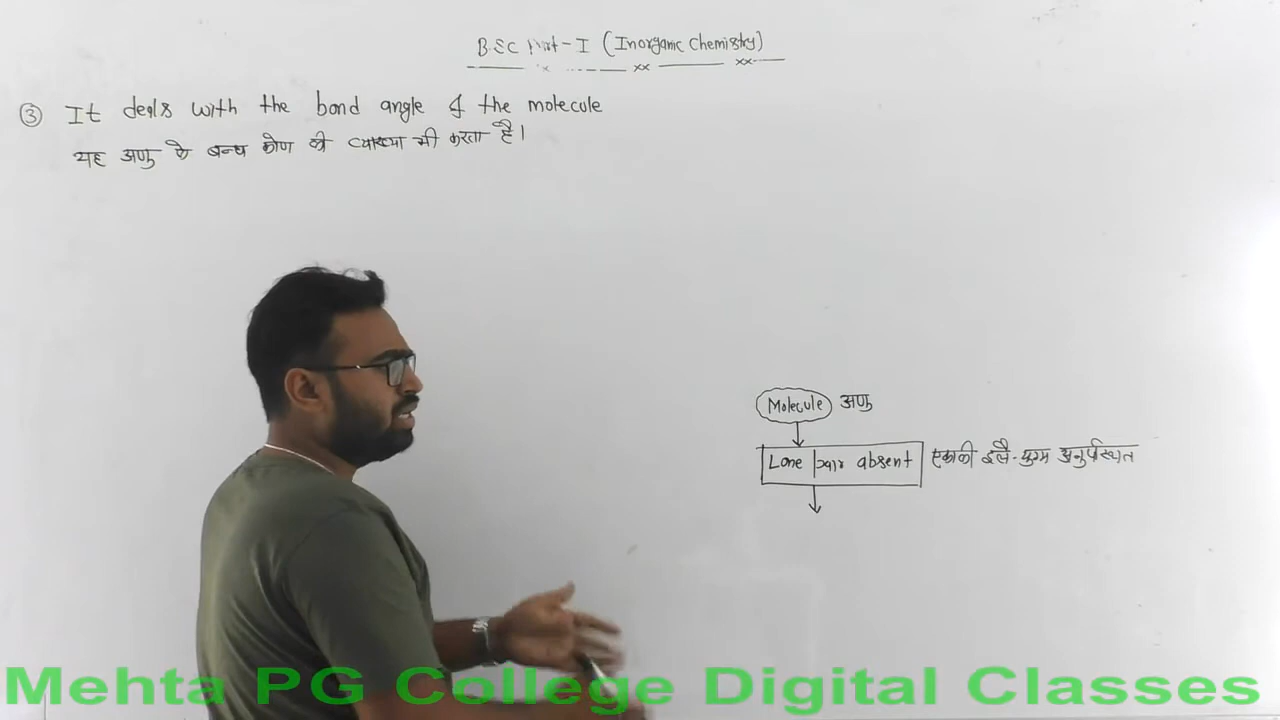 B.SC Part-I (Inorganic Chemistry)
③ It deals with the bond angle of the molecule
यह अणु के बन्ध कोण की व्याख्या भी करता है।
Molecule अणु
Lone pair absent एकाकी इलै. युग्म अनुपस्थित
Mehta PG College Digital Classes